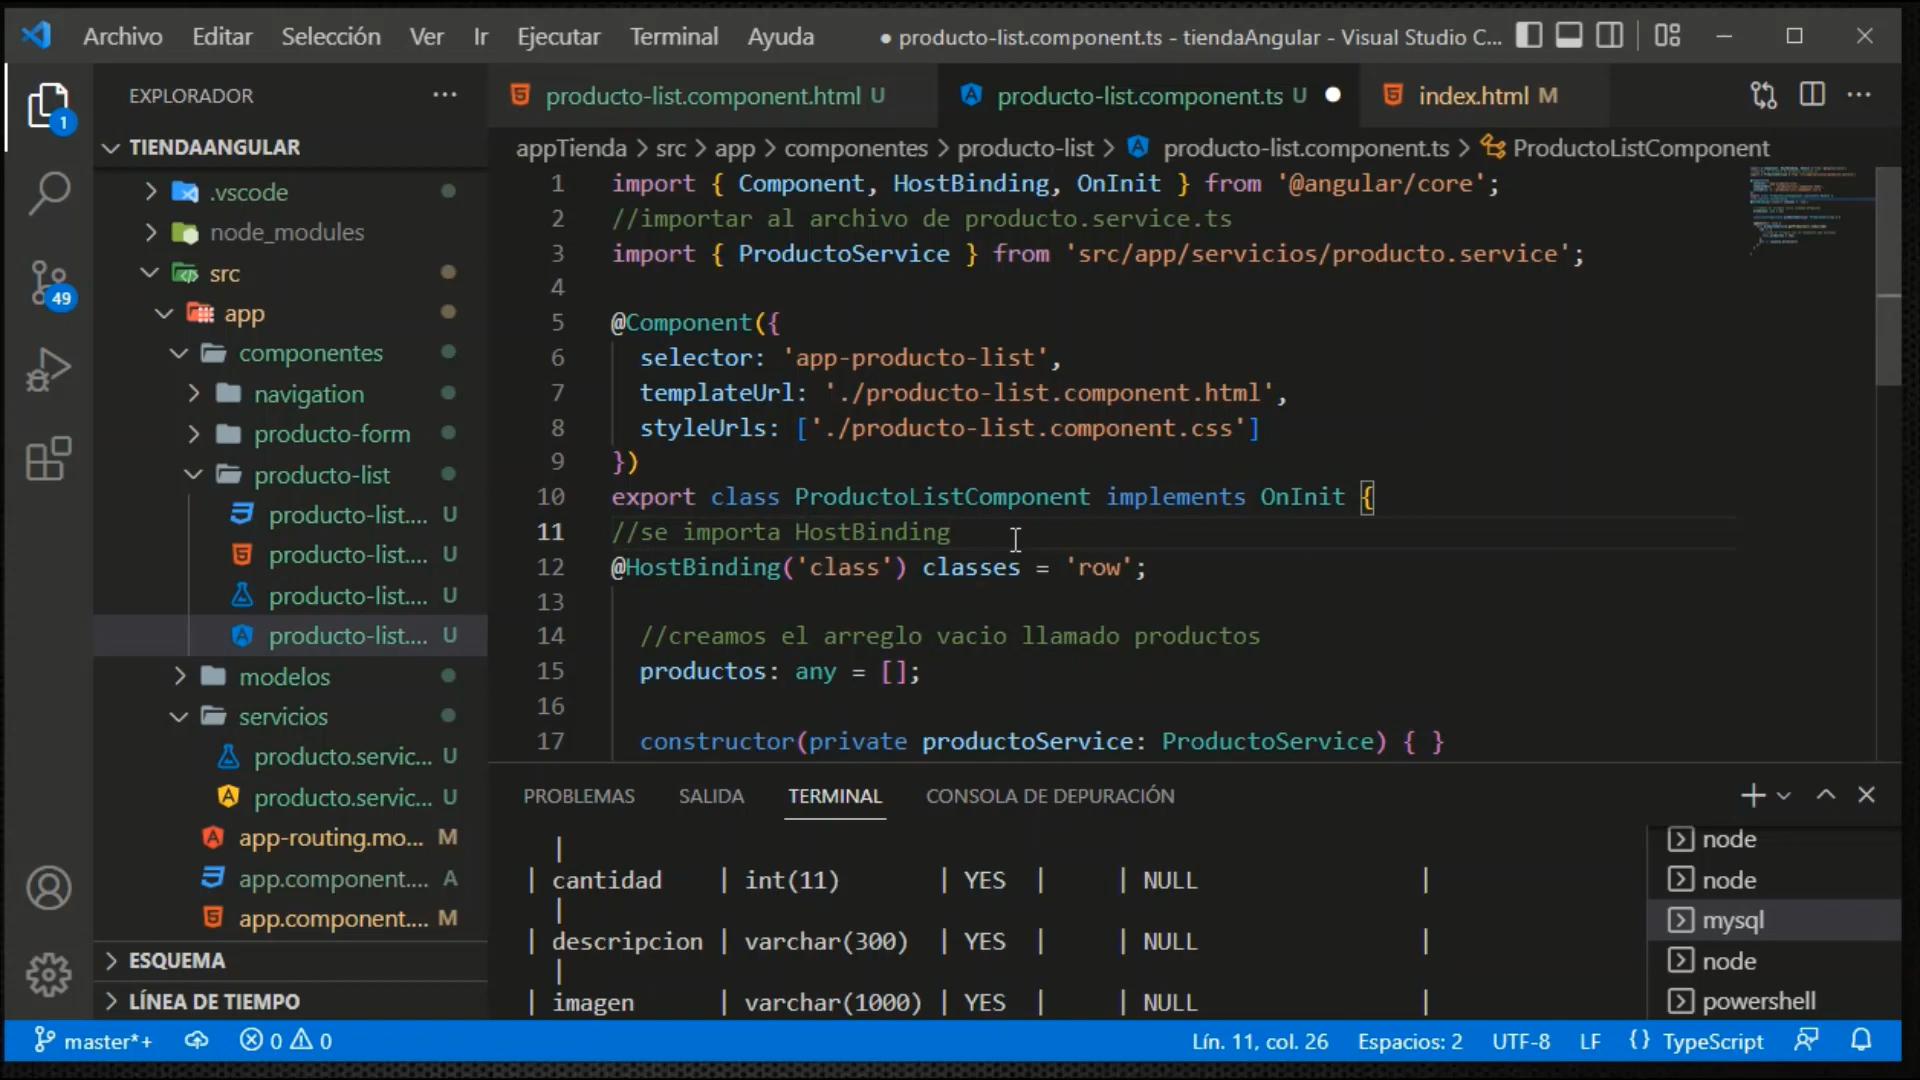 Archivo Editar Selección Ver Ir Ejecutar Terminal Ayuda ● producto-list.component.ts - tiendaAngular - Visual Studio C...
EXPLORADOR ···
producto-list.component.html U producto-list.component.ts U index.html M
TIENDAANGULAR
appTienda > src > app > componentes > producto-list > producto-list.component.ts > ProductoListComponent
.vscode
node_modules
src
app
componentes
navigation
producto-form
producto-list
producto-list.... U
producto-list.... U
producto-list.... U
producto-list.... U
modelos
servicios
producto.servic... U
producto.servic... U
app-routing.mo... M
app.component.... A
app.component.... M
ESQUEMA
LÍNEA DE TIEMPO
1
49
1 import { Component, HostBinding, OnInit } from '@angular/core';
2 //importar al archivo de producto.service.ts
3 import { ProductoService } from 'src/app/servicios/producto.service';
4
5 @Component({
6 selector: 'app-producto-list',
7 templateUrl: './producto-list.component.html',
8 styleUrls: ['./producto-list.component.css']
9 })
10 export class ProductoListComponent implements OnInit {
11 //se importa HostBinding
12 @HostBinding('class') classes = 'row';
13
14 //creamos el arreglo vacio llamado productos
15 productos: any = [];
16
17 constructor(private productoService: ProductoService) { }
PROBLEMAS SALIDA TERMINAL CONSOLA DE DEPURACIÓN
|
| cantidad | int(11) | YES | | NULL |
|
| descripcion | varchar(300) | YES | | NULL |
|
| imagen | varchar(1000) | YES | | NULL |
node
node
mysql
node
powershell
master*+ 0 0 Lín. 11, col. 26 Espacios: 2 UTF-8 LF {} TypeScript